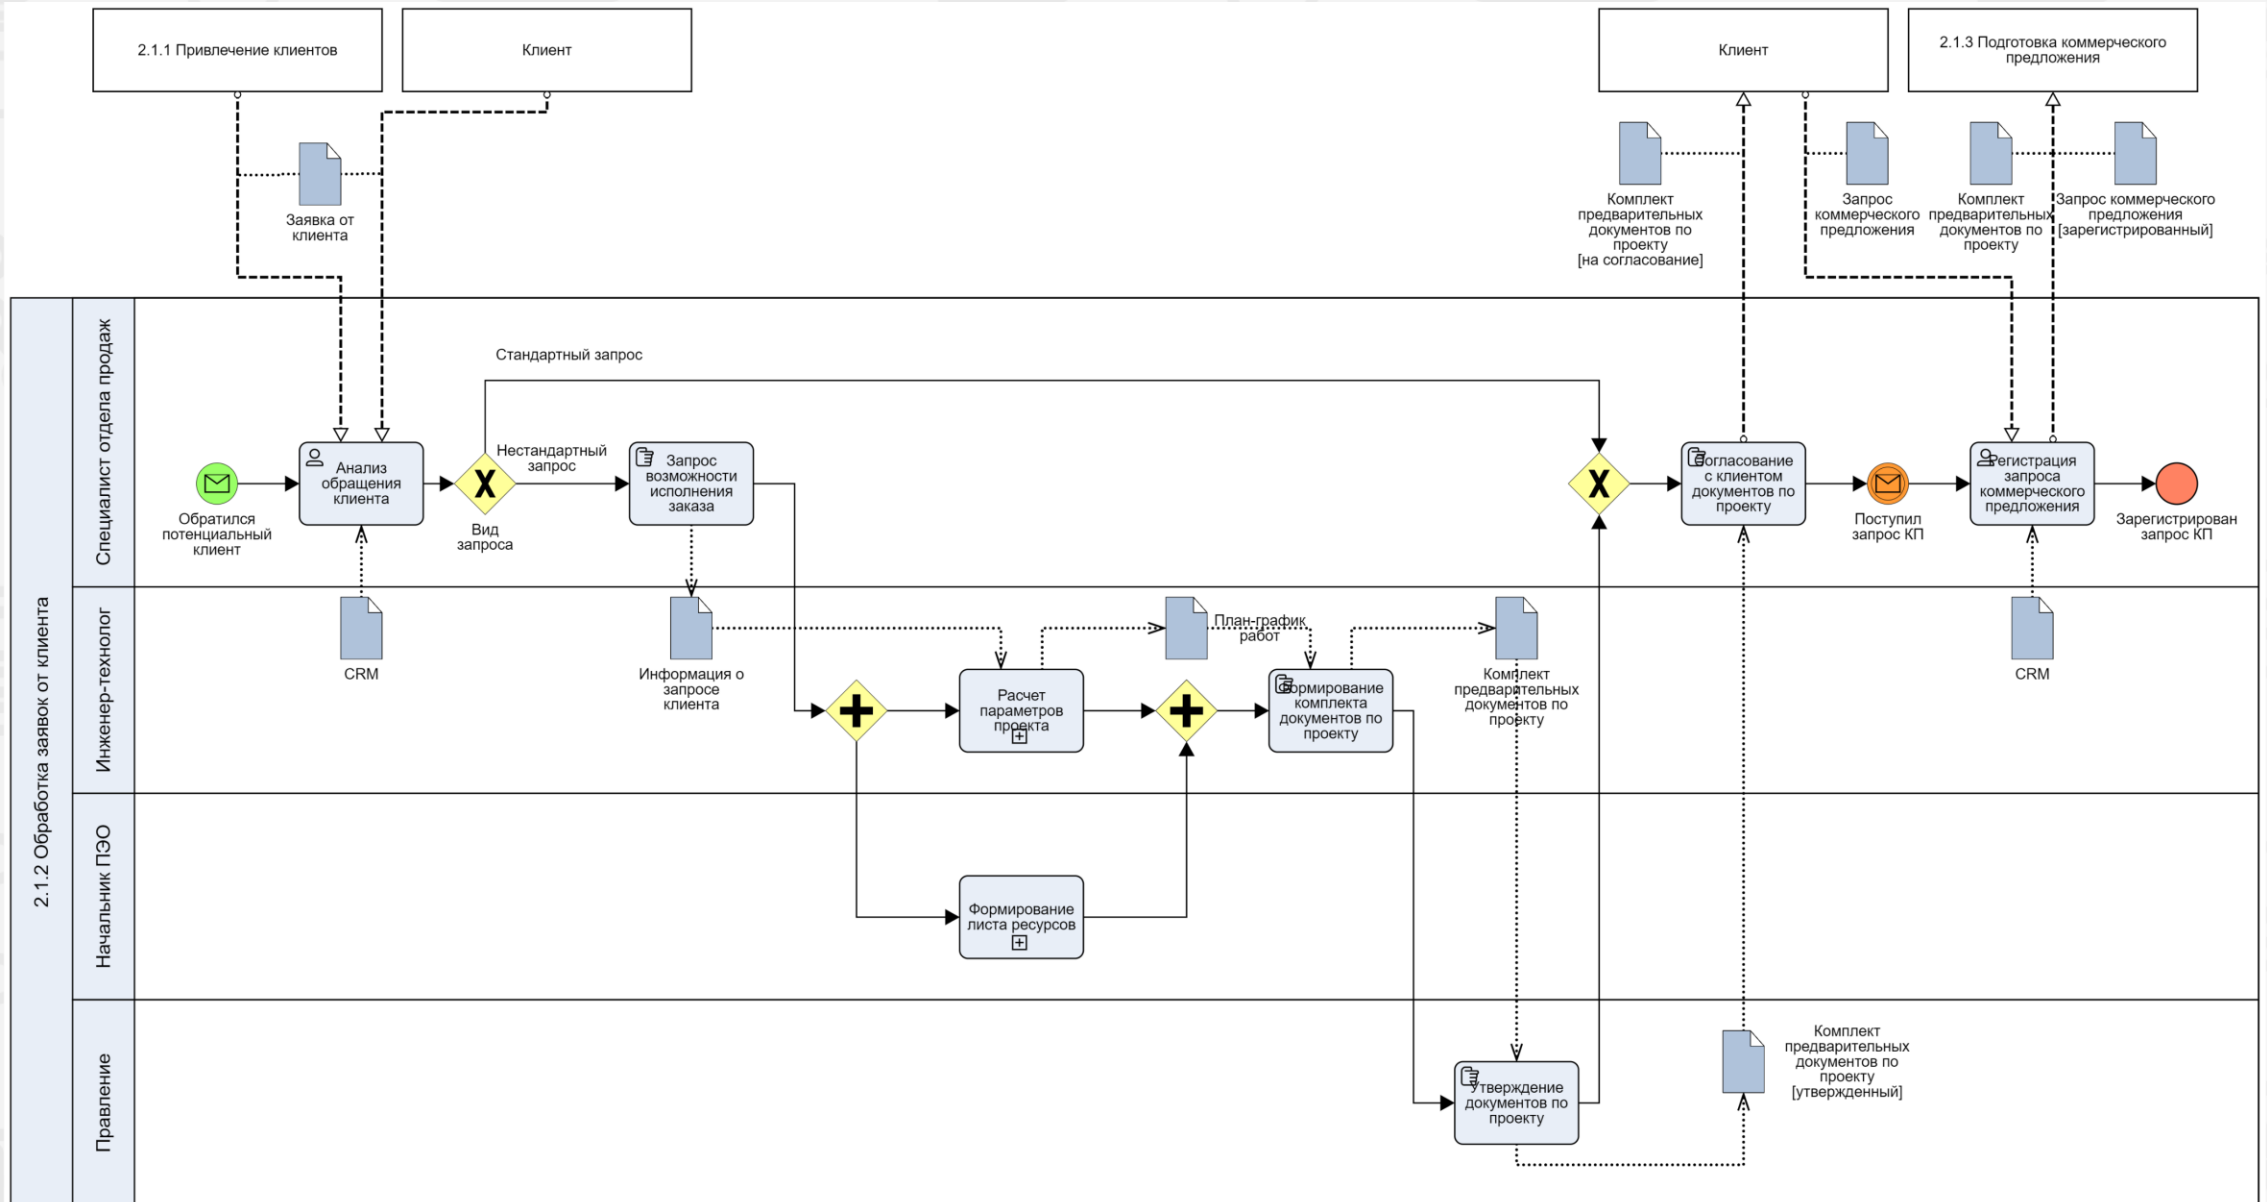 2.1.1 Привлечение клиентов
Клиент
Клиент
2.1.3 Подготовка коммерческого
предложения
Заявка от
клиента
Комплект
предварительных
документов по
проекту
[на согласование]
Запрос
коммерческого
предложения
Комплект
предварительных
документов по
проекту
Запрос коммерческого
предложения
[зарегистрированный]
2.1.2 Обработка заявок от клиента
Специалист отдела продаж
Стандартный запрос
Нестандартный
запрос
Обратился
потенциальный
клиент
Анализ
обращения
клиента
X
Вид
запроса
Запрос
возможности
исполнения
заказа
X
Согласование
с клиентом
документов по
проекту
Поступил
запрос КП
Регистрация
запроса
коммерческого
предложения
Зарегистрирован
запрос КП
Инженер-технолог
CRM
Информация о
запросе
клиента
Расчет
параметров
проекта
План-график
работ
Формирование
комплекта
документов по
проекту
Комплект
предварительных
документов по
проекту
CRM
Начальник ПЭО
Формирование
листа ресурсов
Правление
Утверждение
документов по
проекту
Комплект
предварительных
документов по
проекту
[утвержденный]